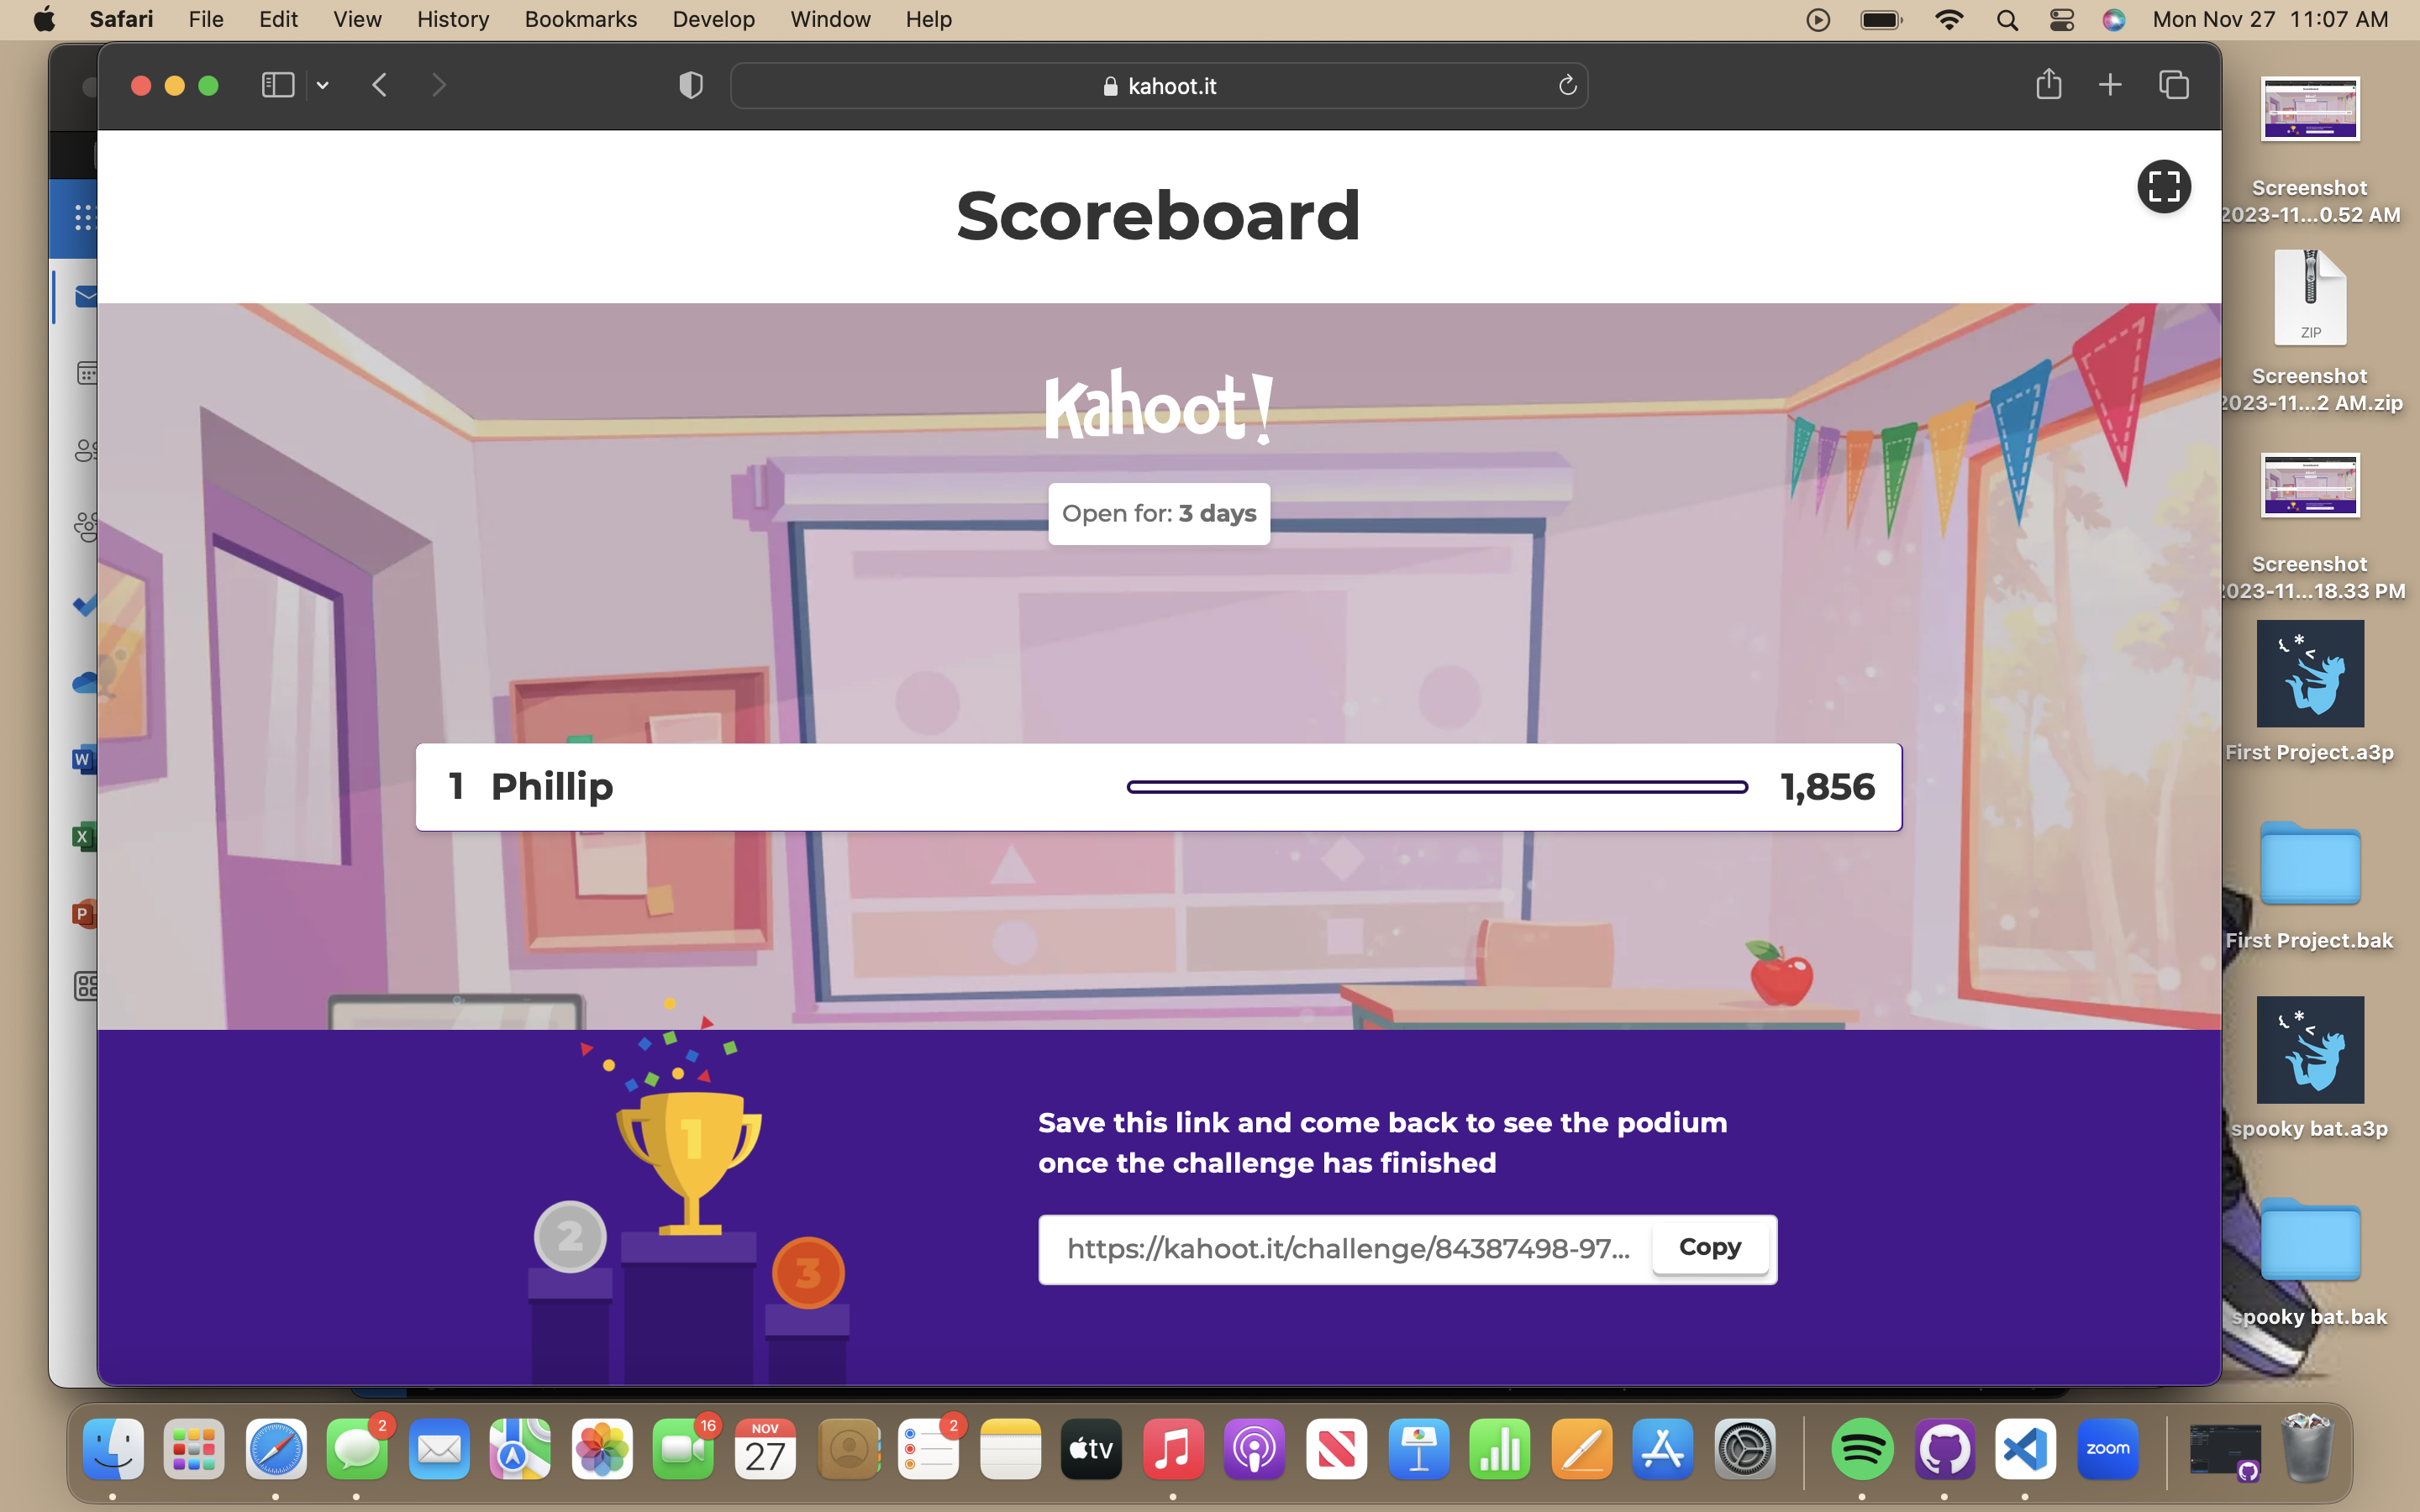 Safari File Edit View History Bookmarks Develop Window Help Mon Nov 27 11:07 AM
kahoot.it
Scoreboard
Kahoot!
Open for: 3 days
1 Phillip 1,856
Save this link and come back to see the podium
once the challenge has finished
https://kahoot.it/challenge/84387498-97... Copy
1
2
3
Screenshot
2023-11...0.52 AM
ZIP
Screenshot
2023-11...2 AM.zip
Screenshot
2023-11...18.33 PM
First Project.a3p
First Project.bak
spooky bat.a3p
spooky bat.bak
W
X
P
2
16
NOV
27
2
tv
zoom